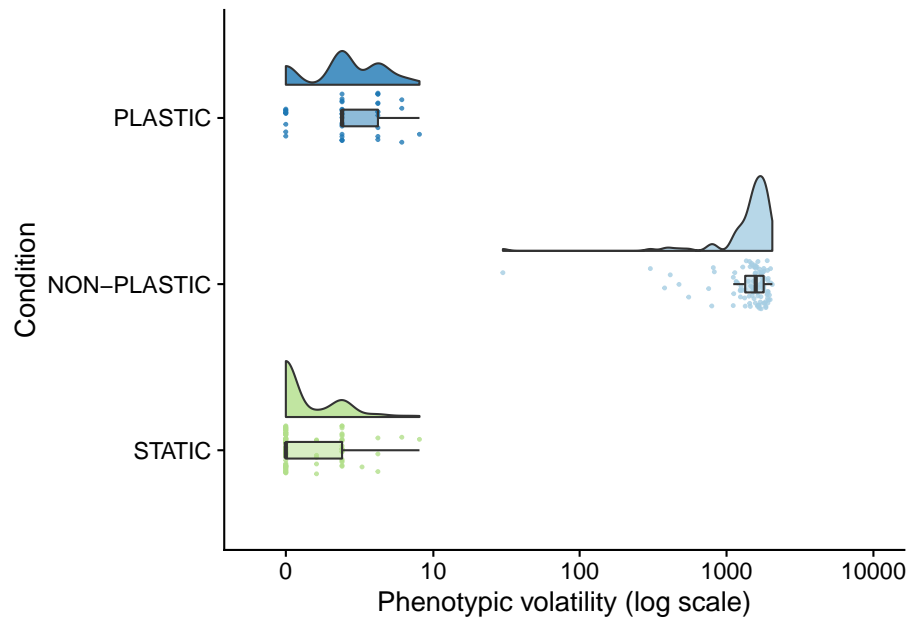 PLASTIC
NON−PLASTIC
STATIC
Condition
0 10 100 1000 10000
Phenotypic volatility (log scale)